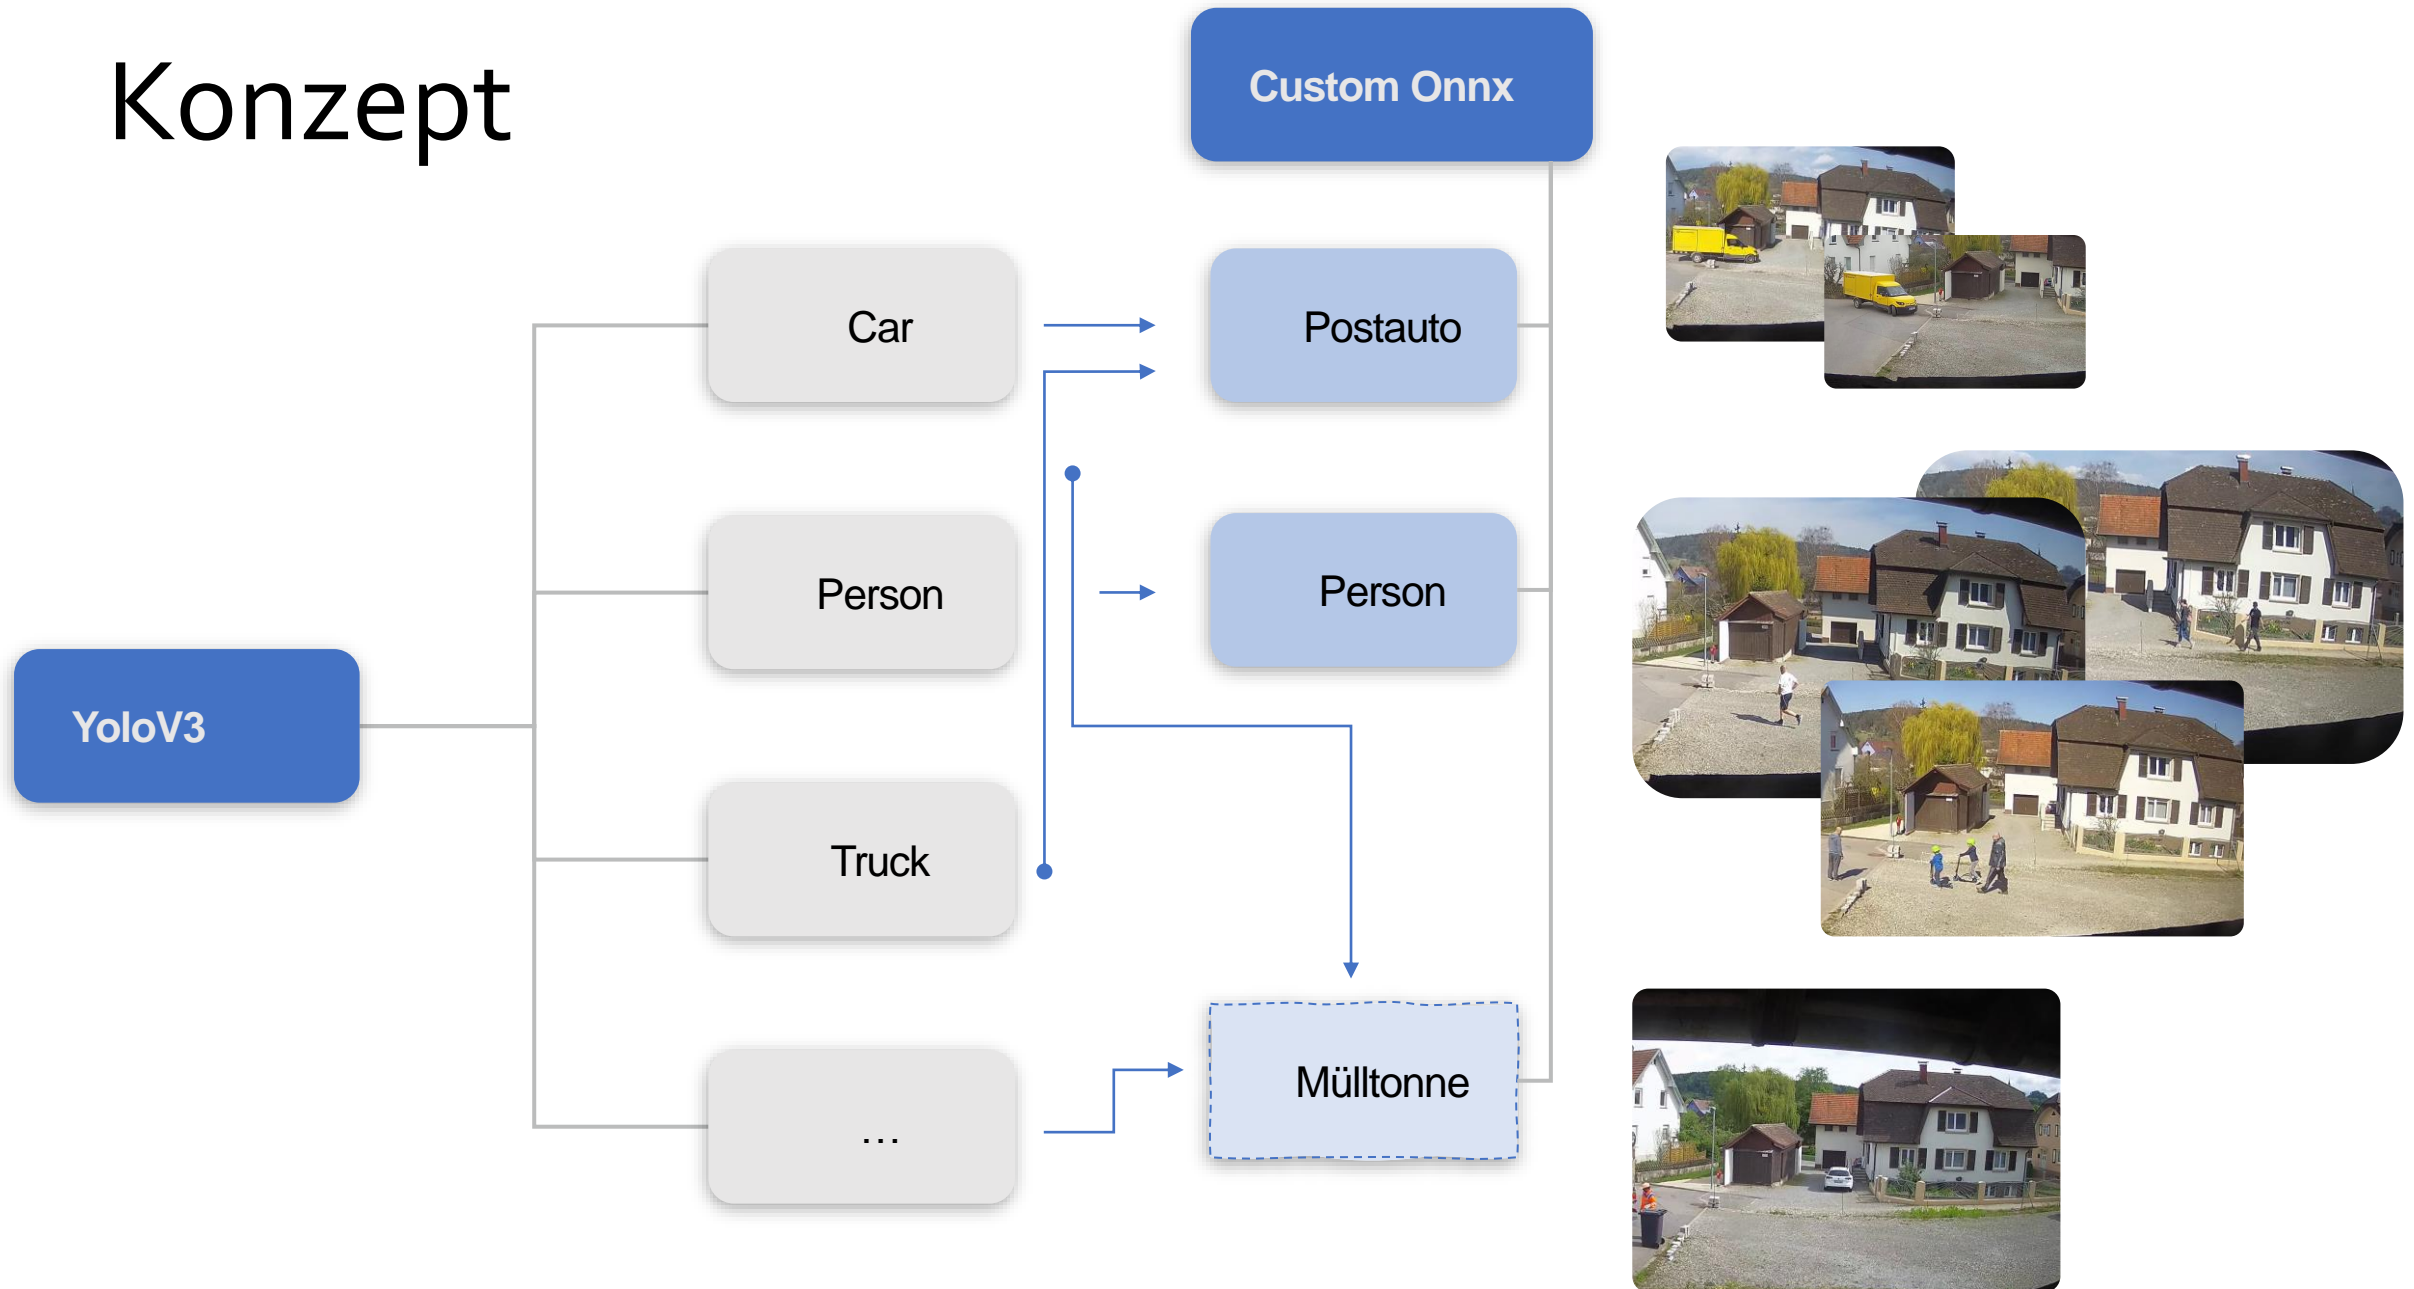 Konzept
Custom Onnx
Car
Postauto
Person
Person
YoloV3
Truck
...
Mülltonne